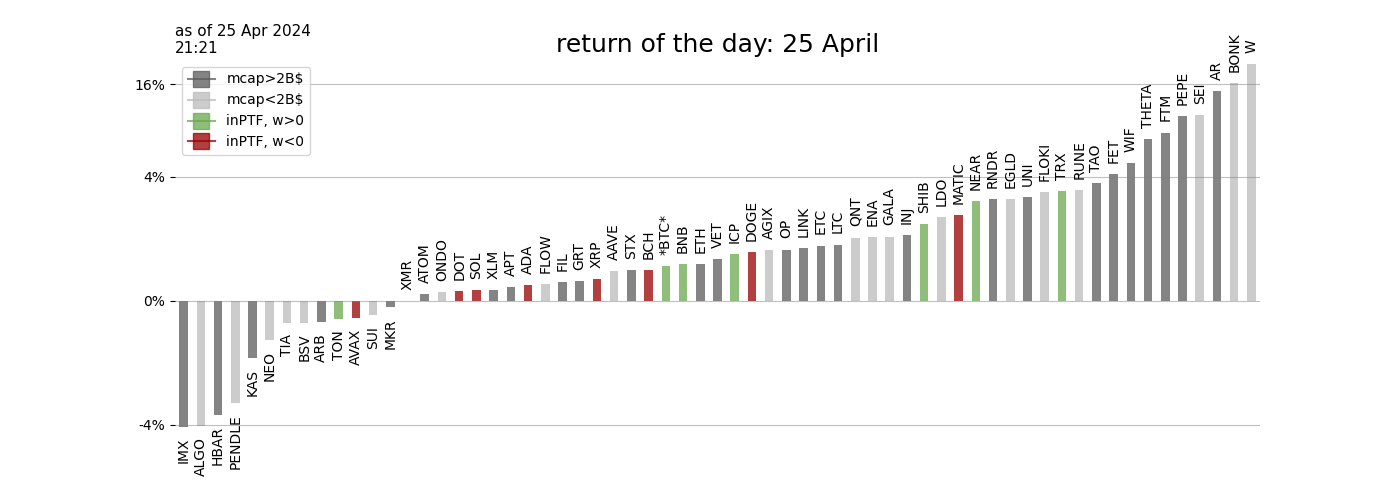 as of 25 Apr 2024
21:21
return of the day: 25 April
mcap>2B$
mcap<2B$
inPTF, w>0
inPTF, w<0
16%
4%
0%
-4%
IMX
ALGO
HBAR
PENDLE
KAS
NEO
TIA
BSV
ARB
TON
AVAX
SUI
MKR
XMR
ATOM
ONDO
DOT
SOL
XLM
APT
ADA
FLOW
FIL
GRT
XRP
AAVE
STX
BCH
*BTC*
BNB
ETH
VET
ICP
DOGE
AGIX
OP
LINK
ETC
LTC
QNT
ENA
GALA
INJ
SHIB
LDO
MATIC
NEAR
RNDR
EGLD
UNI
FLOKI
TRX
RUNE
TAO
FET
WIF
THETA
FTM
PEPE
SEI
AR
BONK
W